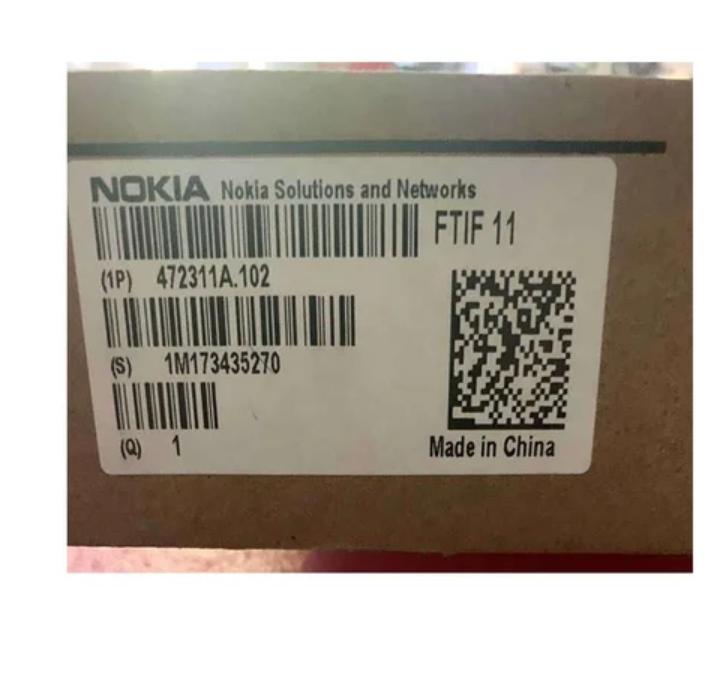 NOKIA Nokia Solutions and Networks
FTIF 11
(1P) 472311A.102
(S) 1M173435270
(Q) 1
Made in China